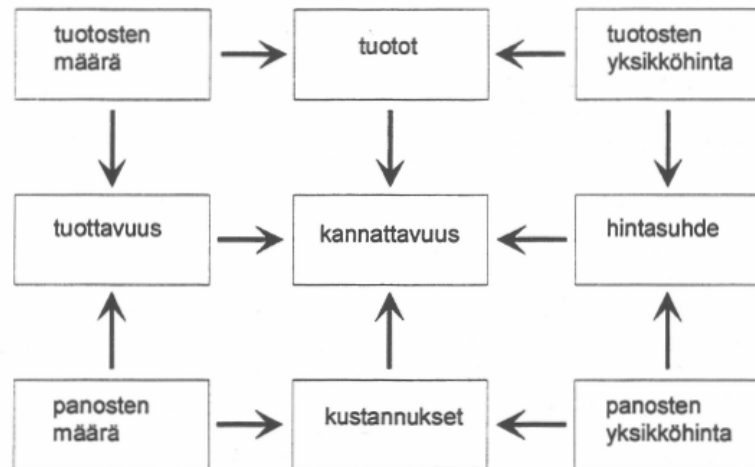 tuotosten
määrä
tuotot
tuotosten
yksikköhinta
tuottavuus
kannattavuus
hintasuhde
panosten
määrä
kustannukset
panosten
yksikköhinta